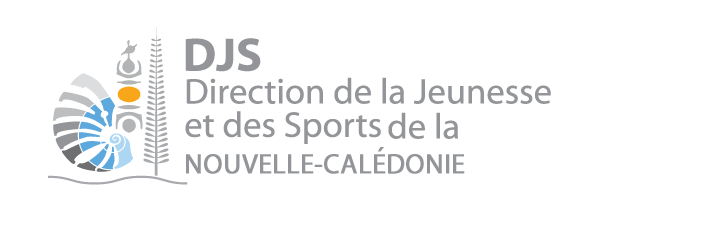 DJS
Direction de la Jeunesse
et des Sports de la
NOUVELLE-CALÉDONIE